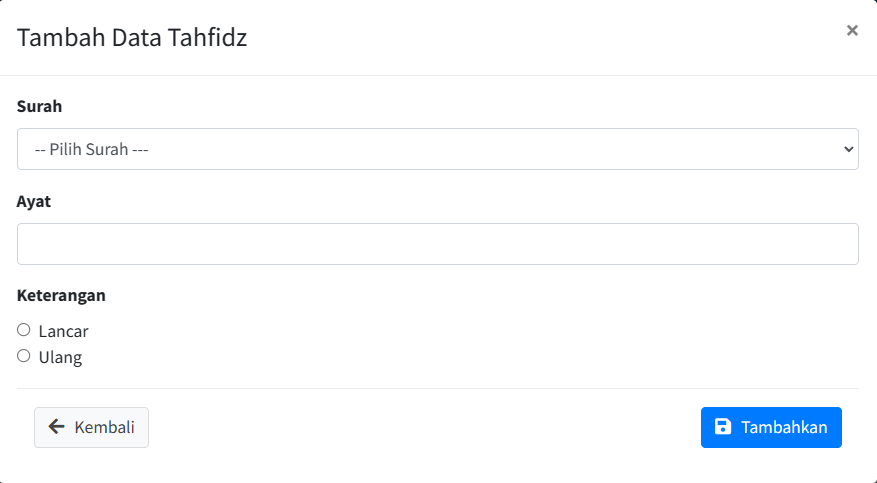 Tambah Data Tahfidz
×
Surah
-- Pilih Surah ---
Ayat
Keterangan
Lancar
Ulang
Kembali
Tambahkan